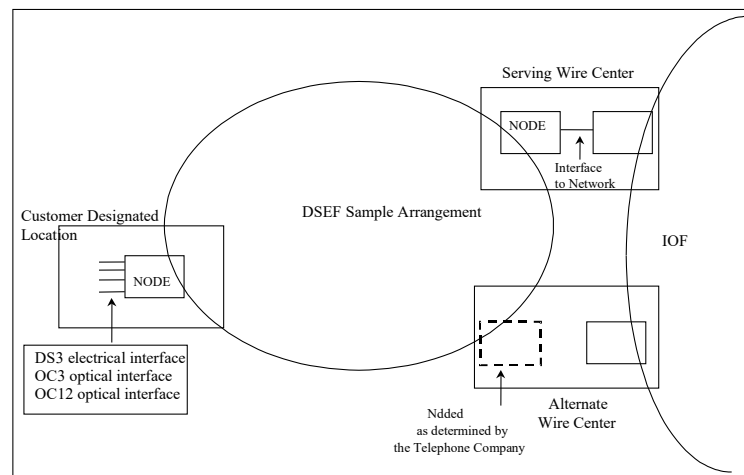 Serving Wire Center
NODE
Interface
to Network
DSEF Sample Arrangement
IOF
Customer Designated
Location
NODE
DS3 electrical interface
OC3 optical interface
OC12 optical interface
Ndded
as determined by
the Telephone Company
Alternate
Wire Center